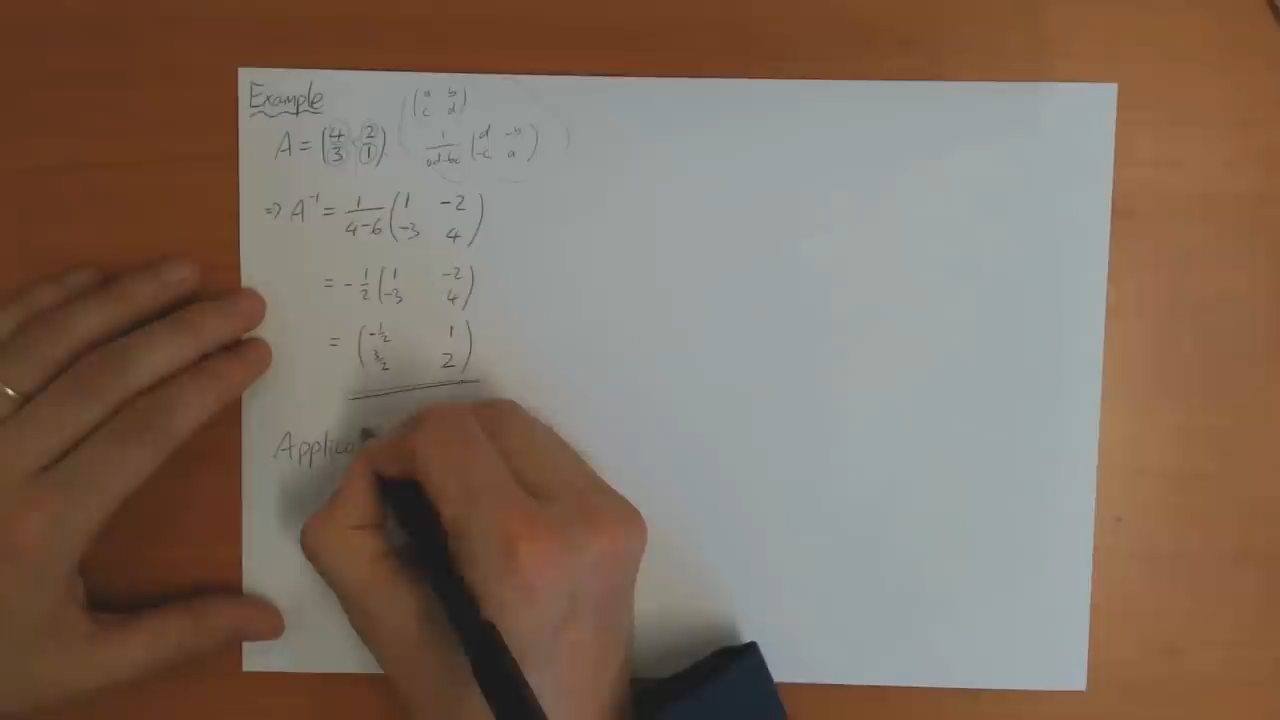 Example
(a b
c d)
A = (4 2
3 1)
1/(ad-bc) (d -b
-c a)
⇒ A⁻¹ = 1/(4-6) (1 -2
-3 4)
= -1/2 (1 -2
-3 4)
= (-1/2 1
3/2 2)
Applica